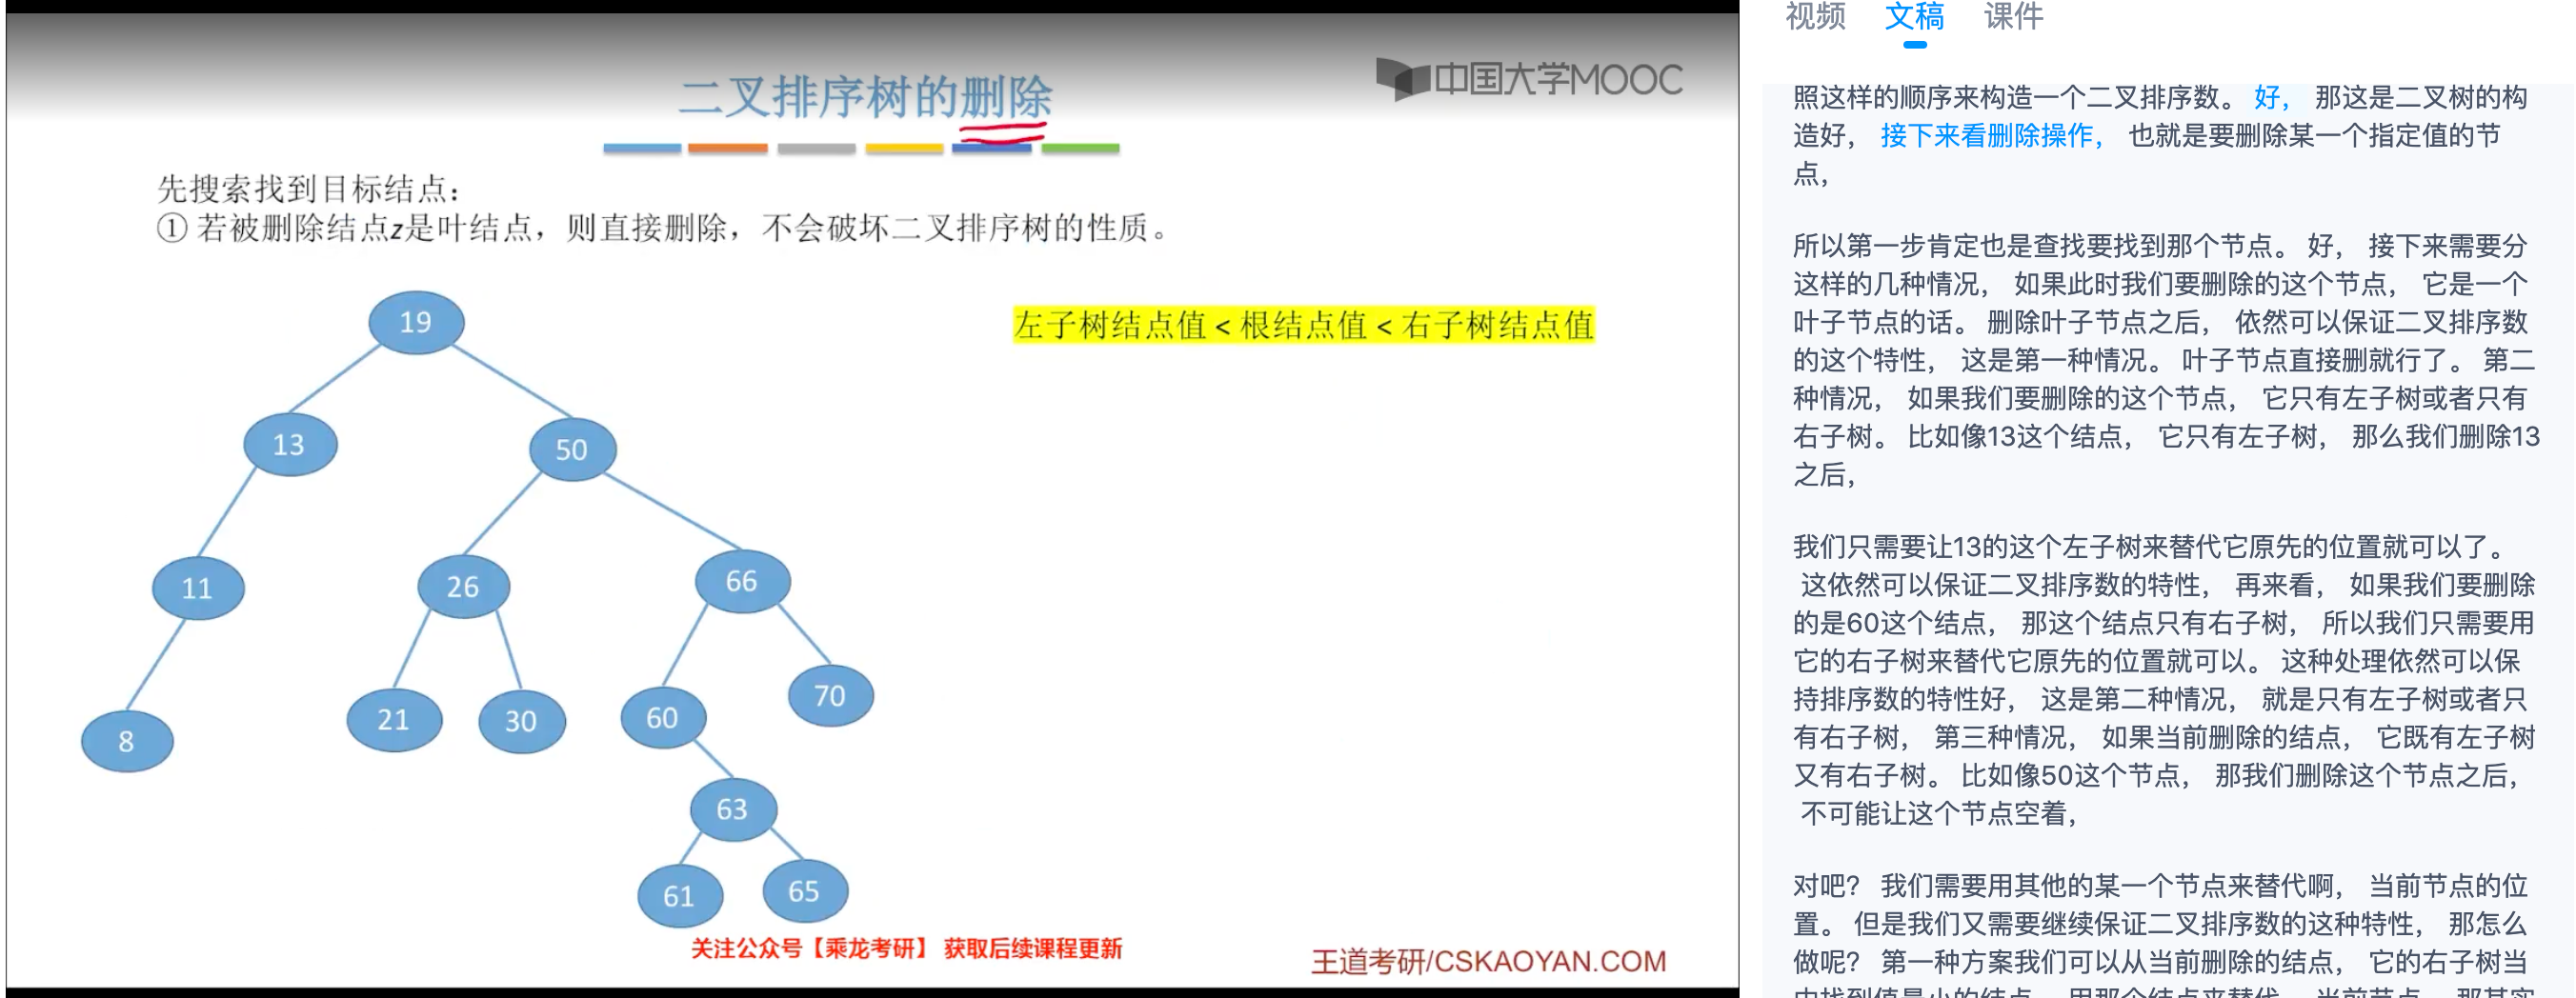 中国大学MOOC
二叉排序树的删除
先搜索找到目标结点：
① 若被删除结点z是叶结点，则直接删除，不会破坏二叉排序树的性质。
左子树结点值 < 根结点值 < 右子树结点值
19
13
50
11
26
66
8
21
30
60
70
63
61
65
关注公众号【乘龙考研】 获取后续课程更新
王道考研/CSKAOYAN.COM
视频 文稿 课件
照这样的顺序来构造一个二叉排序数。 好， 那这是二叉树的构
造好， 接下来看删除操作， 也就是要删除某一个指定值的节
点，
所以第一步肯定也是查找要找到那个节点。 好， 接下来需要分
这样的几种情况， 如果此时我们要删除的这个节点， 它是一个
叶子节点的话。 删除叶子节点之后， 依然可以保证二叉排序数
的这个特性， 这是第一种情况。 叶子节点直接删就行了。 第二
种情况， 如果我们要删除的这个节点， 它只有左子树或者只有
右子树。 比如像13这个结点， 它只有左子树， 那么我们删除13
之后，
我们只需要让13的这个左子树来替代它原先的位置就可以了。
这依然可以保证二叉排序数的特性， 再来看， 如果我们要删除
的是60这个结点， 那这个结点只有右子树， 所以我们只需要用
它的右子树来替代它原先的位置就可以。 这种处理依然可以保
持排序数的特性好， 这是第二种情况， 就是只有左子树或者只
有右子树， 第三种情况， 如果当前删除的结点， 它既有左子树
又有右子树。 比如像50这个节点， 那我们删除这个节点之后，
不可能让这个节点空着，
对吧？ 我们需要用其他的某一个节点来替代啊， 当前节点的位
置。 但是我们又需要继续保证二叉排序数的这种特性， 那怎么
做呢？ 第一种方案我们可以从当前删除的结点， 它的右子树当
中找到值最小的结点， 用那个结点来替代， 当前节点， 那其实